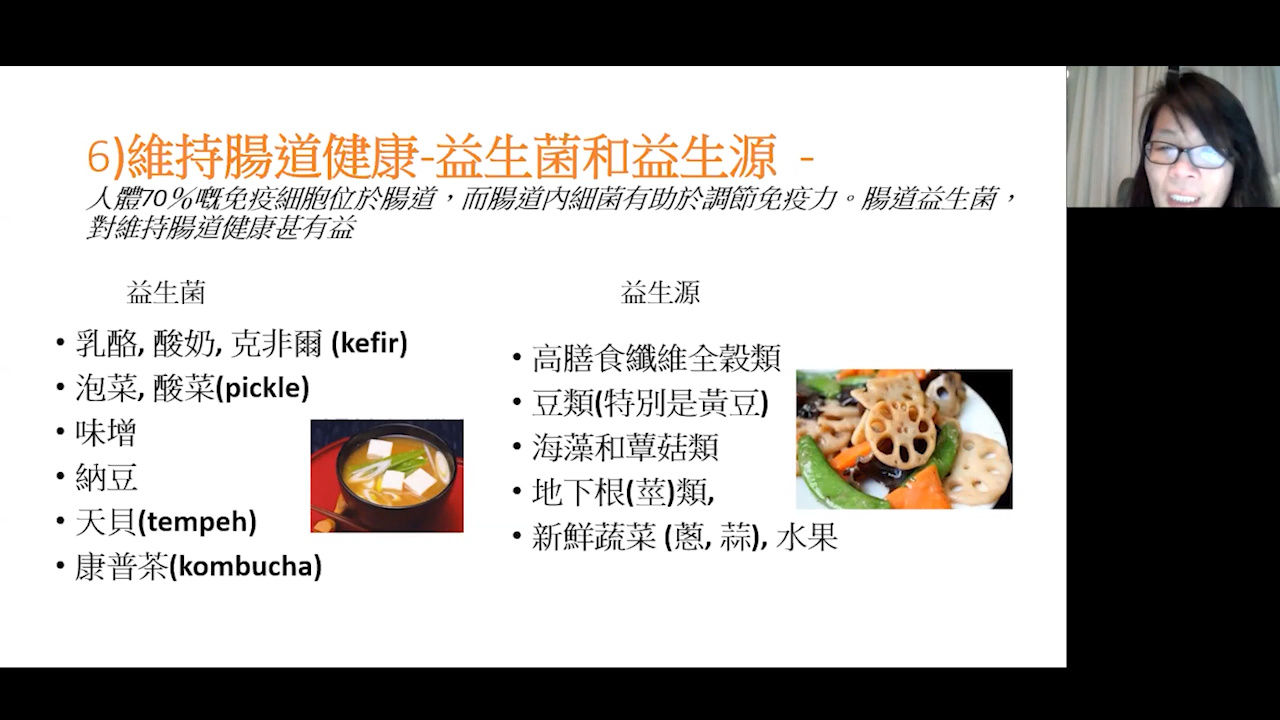 6)維持腸道健康-益生菌和益生源 -
人體70%嘅免疫細胞位於腸道，而腸道內細菌有助於調節免疫力。腸道益生菌，
對維持腸道健康甚有益
益生菌
• 乳酪, 酸奶, 克非爾 (kefir)
• 泡菜, 酸菜(pickle)
• 味增
• 納豆
• 天貝(tempeh)
• 康普茶(kombucha)
益生源
• 高膳食纖維全穀類
• 豆類(特別是黃豆)
• 海藻和蕈菇類
• 地下根(莖)類,
• 新鮮蔬菜 (蔥, 蒜), 水果